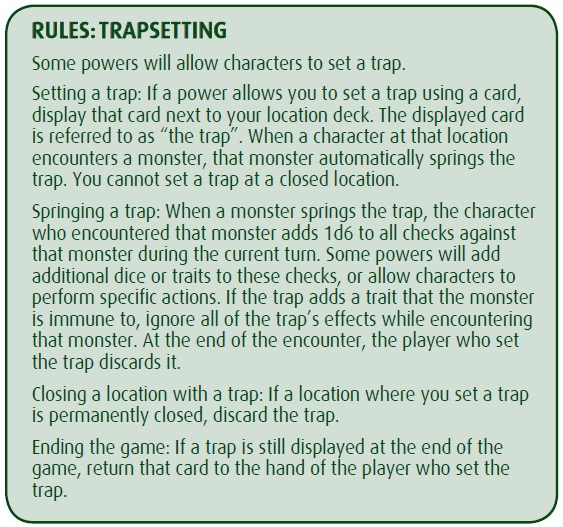 RULES: TRAPSETTING
Some powers will allow characters to set a trap.
Setting a trap: If a power allows you to set a trap using a card,
display that card next to your location deck. The displayed card
is referred to as “the trap”. When a character at that location
encounters a monster, that monster automatically springs the
trap. You cannot set a trap at a closed location.
Springing a trap: When a monster springs the trap, the character
who encountered that monster adds 1d6 to all checks against
that monster during the current turn. Some powers will add
additional dice or traits to these checks, or allow characters to
perform specific actions. If the trap adds a trait that the monster
is immune to, ignore all of the trap’s effects while encountering
that monster. At the end of the encounter, the player who set
the trap discards it.
Closing a location with a trap: If a location where you set a trap
is permanently closed, discard the trap.
Ending the game: If a trap is still displayed at the end of the
game, return that card to the hand of the player who set the
trap.